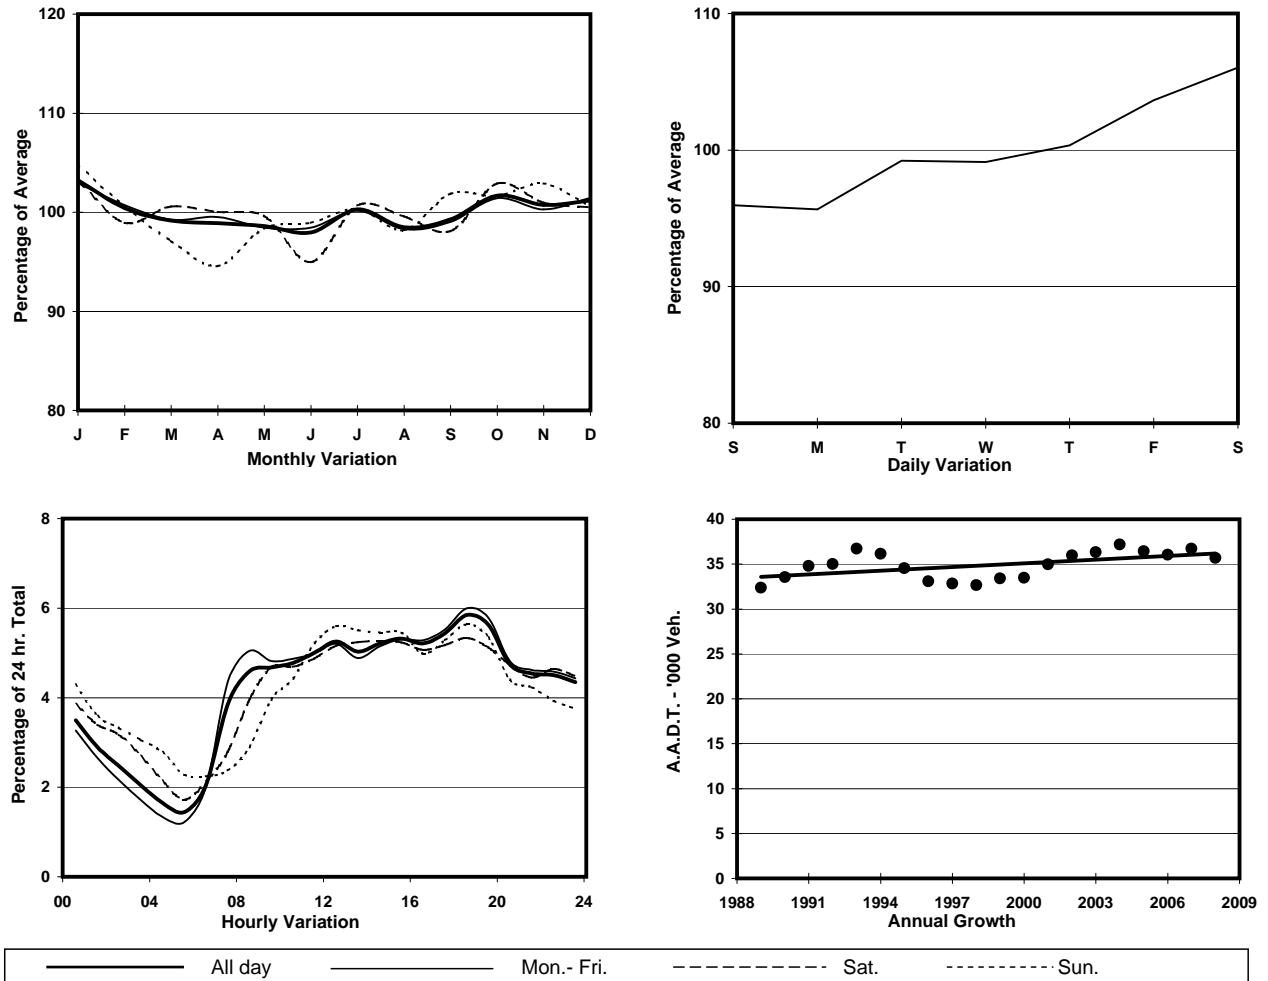 120
110
100
90
80
Percentage of Average
J F M A M J J A S O N D
Monthly Variation
110
100
90
80
Percentage of Average
S M T W T F S
Daily Variation
8
6
4
2
0
Percentage of 24 hr. Total
00 04 08 12 16 20 24
Hourly Variation
40
35
30
25
20
15
10
5
0
A.A.D.T. - '000 Veh.
1988 1991 1994 1997 2000 2003 2006 2009
Annual Growth
All day Mon.- Fri. Sat. Sun.